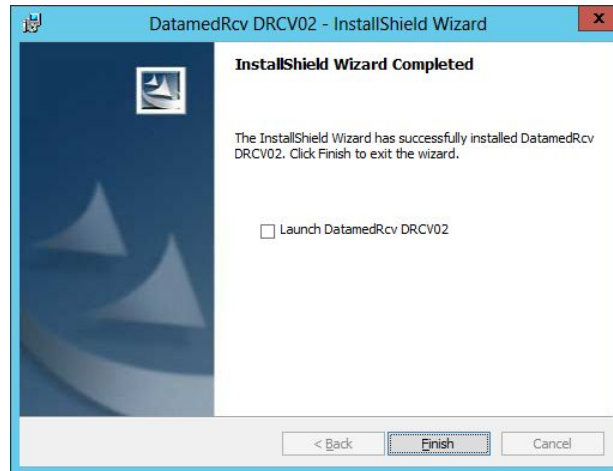 DatamedRcv DRCV02 - InstallShield Wizard
x
InstallShield Wizard Completed
The InstallShield Wizard has successfully installed DatamedRcv
DRCV02. Click Finish to exit the wizard.
Launch DatamedRcv DRCV02
< Back
Finish
Cancel